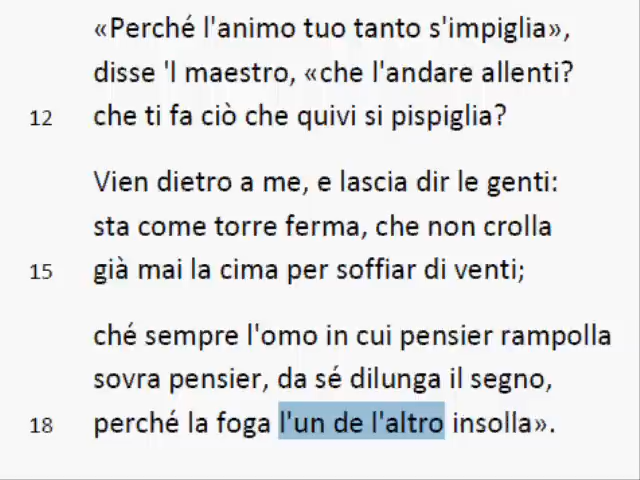 «Perché l'animo tuo tanto s'impiglia»,
disse 'l maestro, «che l'andare allenti?
12 che ti fa ciò che quivi si pispiglia?
Vien dietro a me, e lascia dir le genti:
sta come torre ferma, che non crolla
15 già mai la cima per soffiar di venti;
ché sempre l'omo in cui pensier rampolla
sovra pensier, da sé dilunga il segno,
18 perché la foga l'un de l'altro insolla».